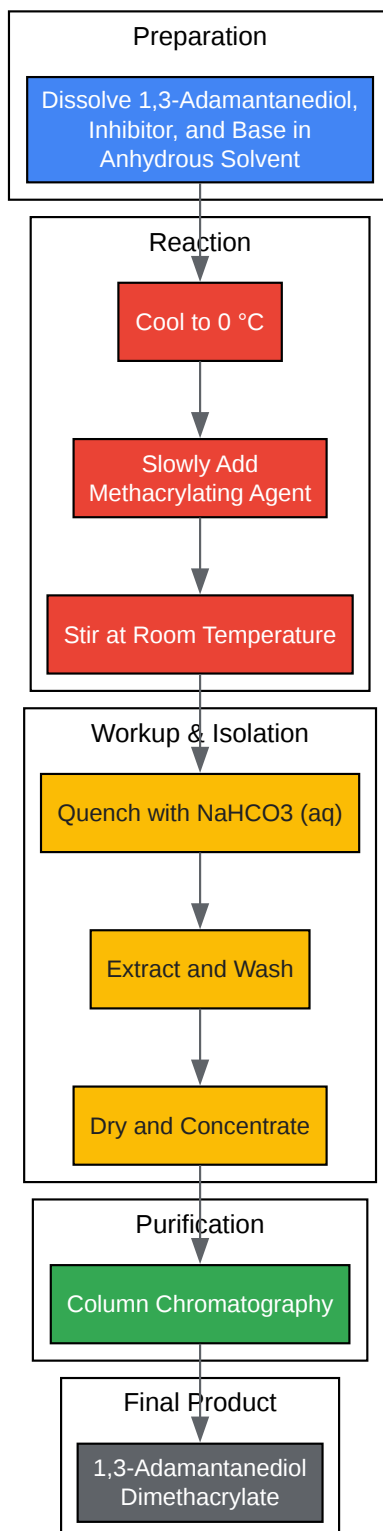 Preparation
Dissolve 1,3-Adamantanediol,
Inhibitor, and Base in
Anhydrous Solvent
Reaction
Cool to 0 °C
Slowly Add
Methacrylating Agent
Stir at Room Temperature
Workup & Isolation
Quench with NaHCO3 (aq)
Extract and Wash
Dry and Concentrate
Purification
Column Chromatography
Final Product
1,3-Adamantanediol
Dimethacrylate